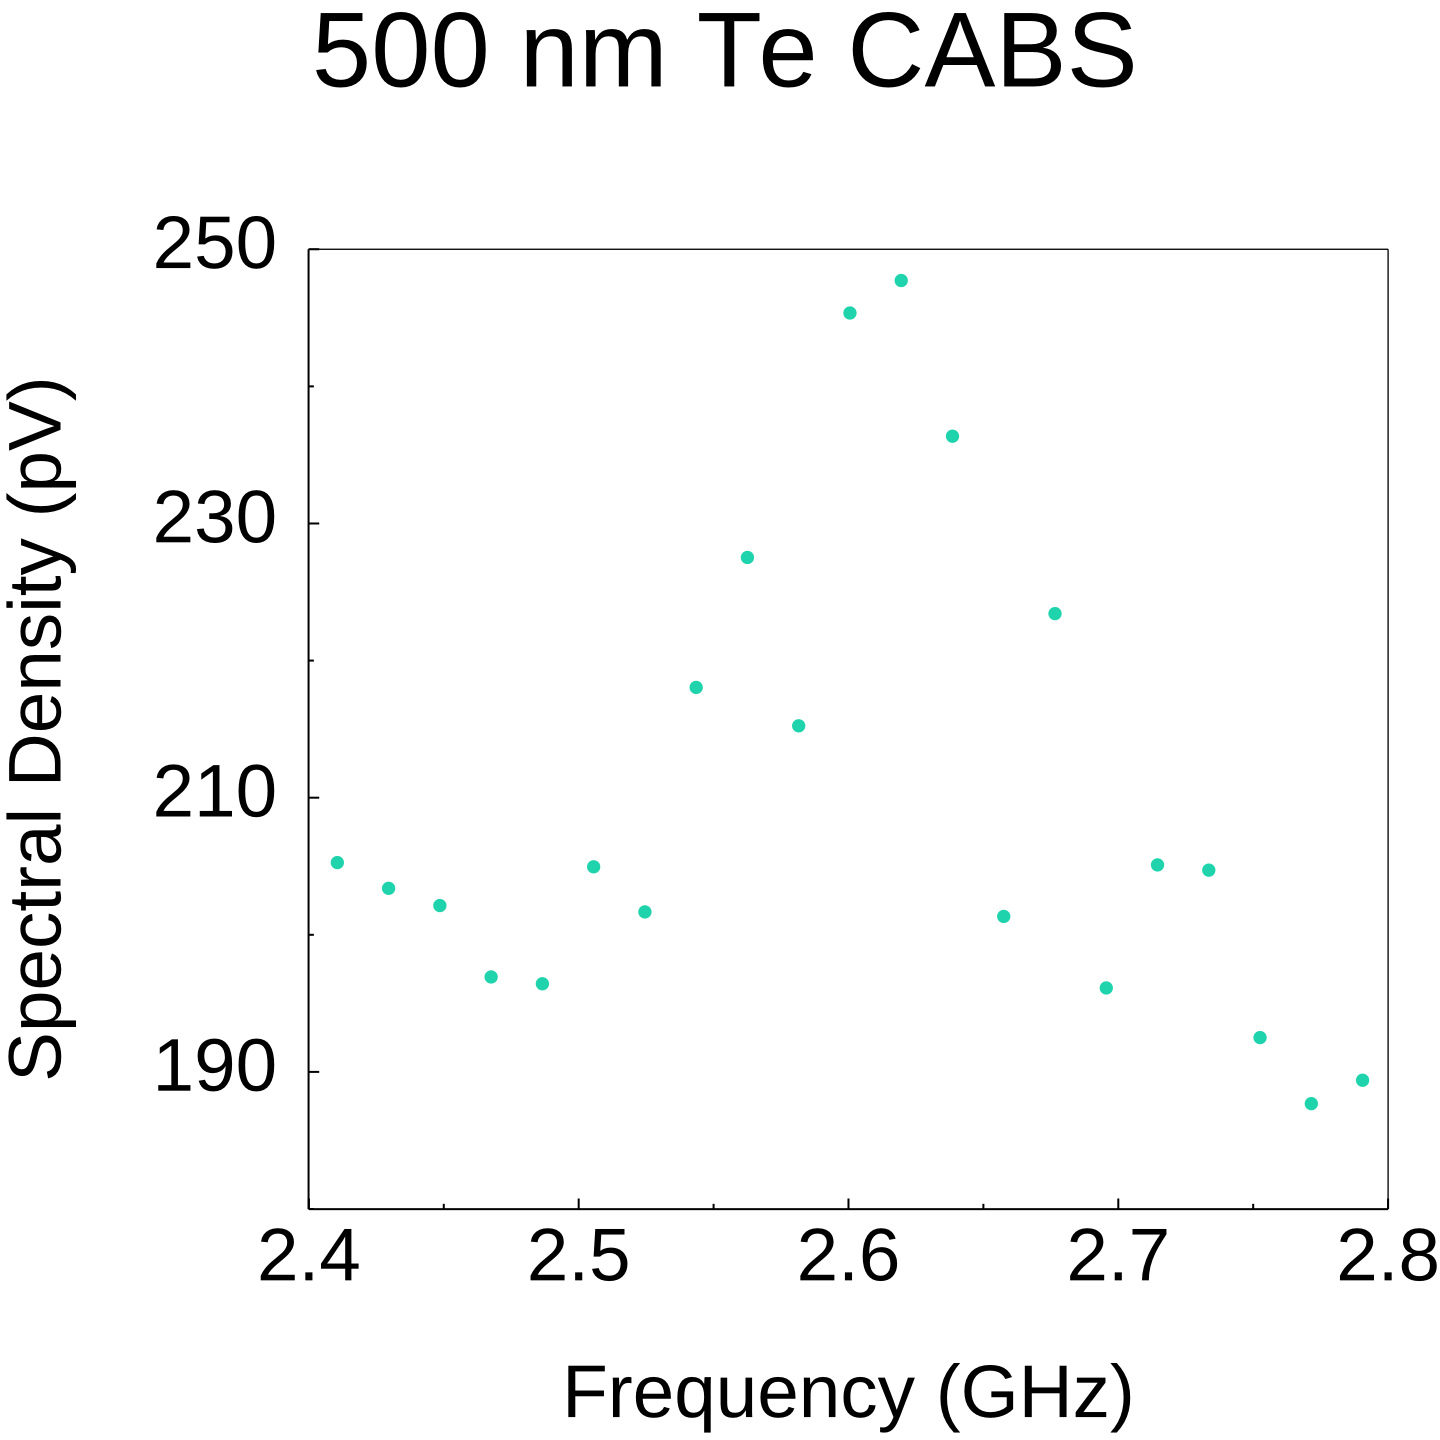 500 nm Te CABS
250
230
210
190
Spectral Density (pV)
2.4 2.5 2.6 2.7 2.8
Frequency (GHz)